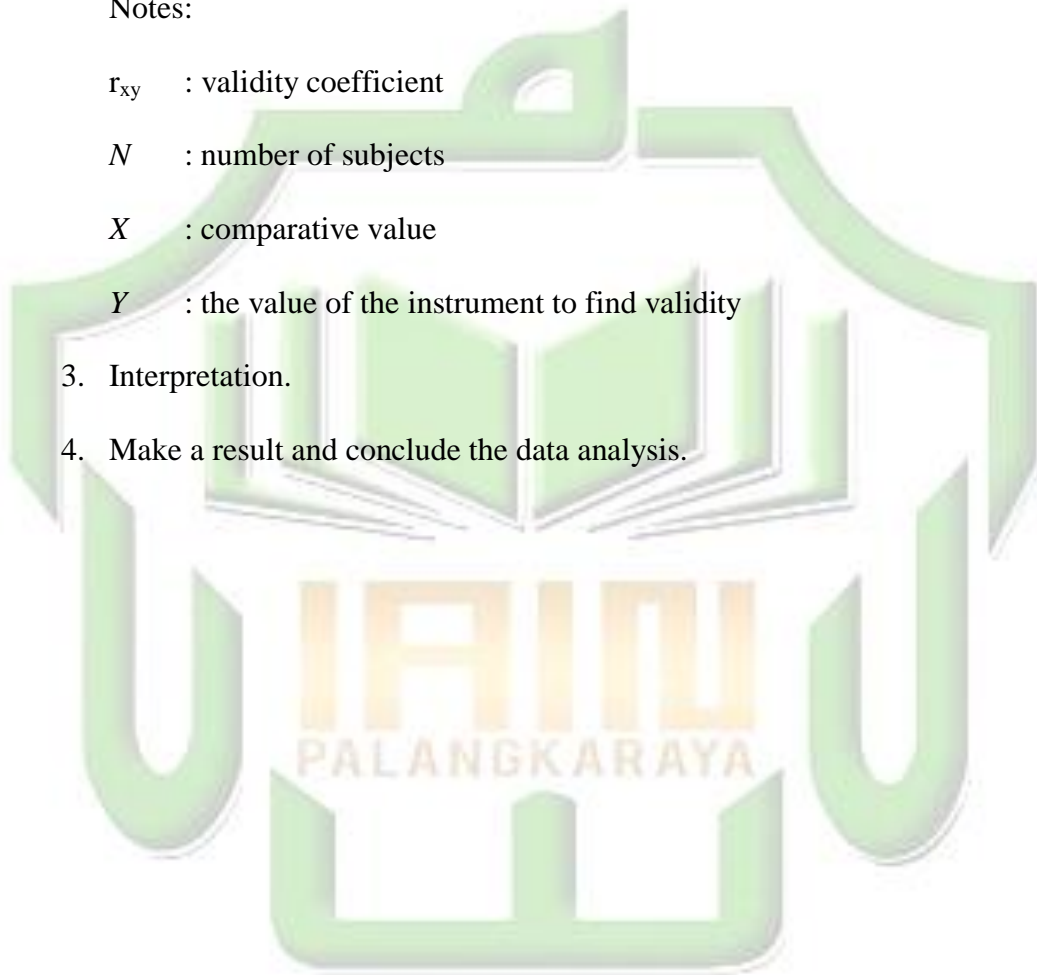 Notes:
rxy : validity coefficient
N : number of subjects
X : comparative value
Y : the value of the instrument to find validity
3. Interpretation.
4. Make a result and conclude the data analysis.
IAIN
PALANGKARAYA